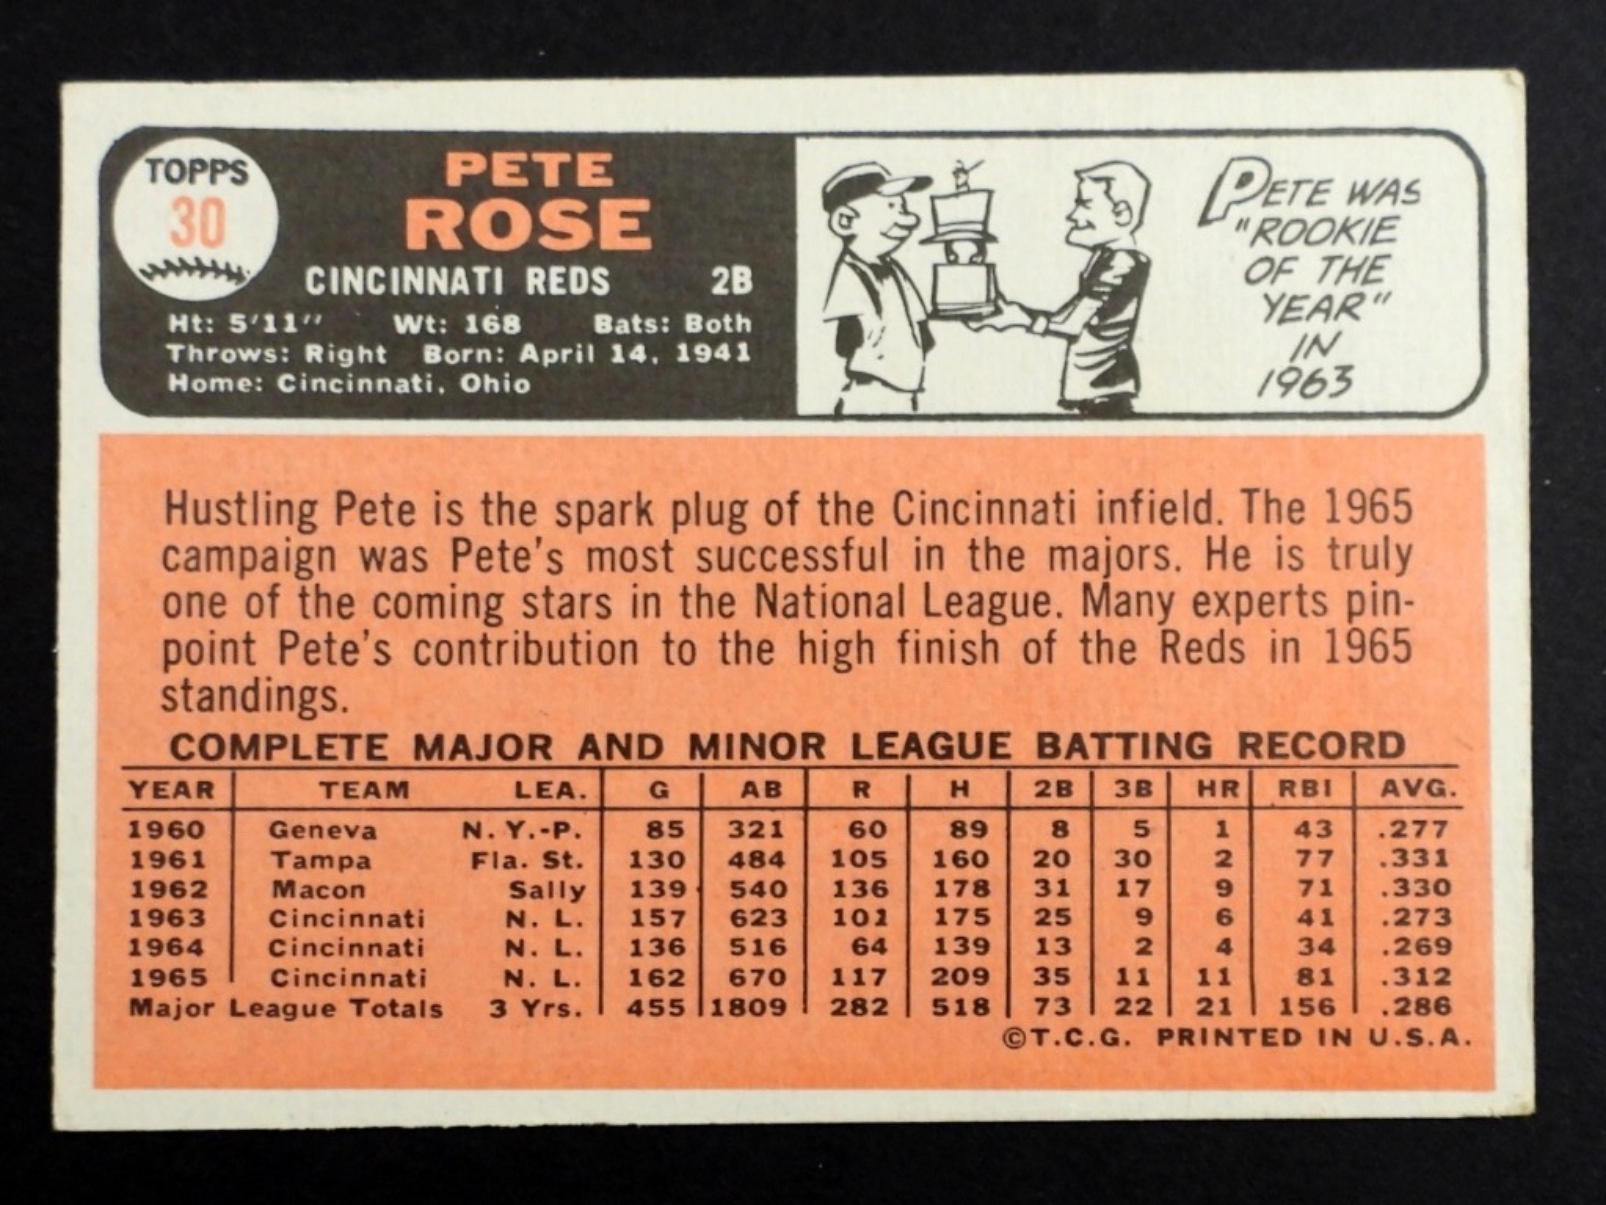 TOPPS
30
PETE
ROSE
CINCINNATI REDS 2B
Ht: 5'11" Wt: 168 Bats: Both
Throws: Right Born: April 14, 1941
Home: Cincinnati, Ohio
PETE WAS
"ROOKIE
OF THE
YEAR"
IN
1963
Hustling Pete is the spark plug of the Cincinnati infield. The 1965
campaign was Pete's most successful in the majors. He is truly
one of the coming stars in the National League. Many experts pin-
point Pete's contribution to the high finish of the Reds in 1965
standings.
COMPLETE MAJOR AND MINOR LEAGUE BATTING RECORD
YEAR TEAM LEA. G AB R H 2B 3B HR RBI AVG.
1960 Geneva N. Y.-P. 85 321 60 89 8 5 1 43 .277
1961 Tampa Fla. St. 130 484 105 160 20 30 2 77 .331
1962 Macon Sally 139 540 136 178 31 17 9 71 .330
1963 Cincinnati N. L. 157 623 101 175 25 9 6 41 .273
1964 Cincinnati N. L. 136 516 64 139 13 2 4 34 .269
1965 Cincinnati N. L. 162 670 117 209 35 11 11 81 .312
Major League Totals 3 Yrs. 455 1809 282 518 73 22 21 156 .286
©T.C.G. PRINTED IN U.S.A.